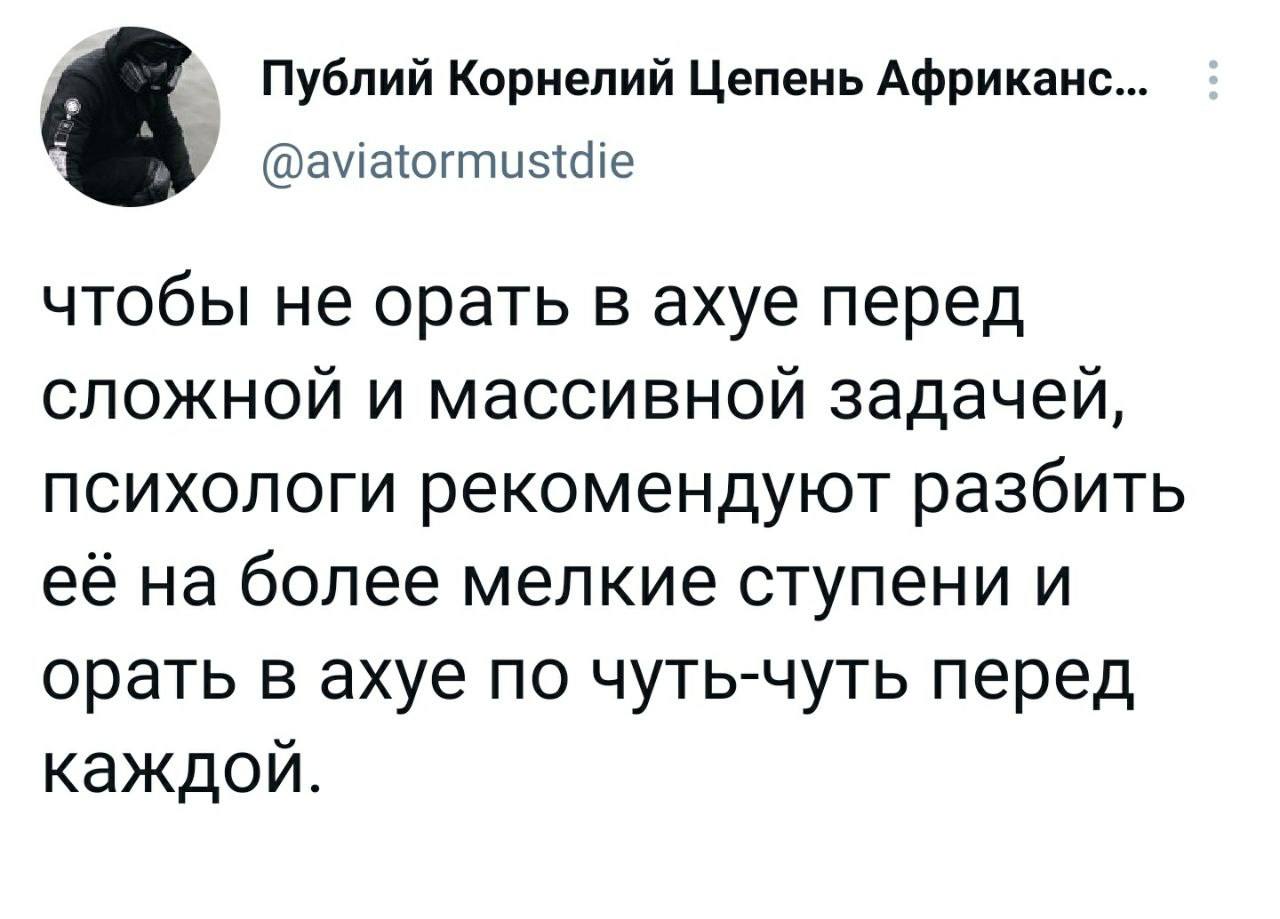 Публий Корнелий Цепень Африканс...
@aviatormustdie
чтобы не орать в ахуе перед
сложной и массивной задачей,
психологи рекомендуют разбить
её на более мелкие ступени и
орать в ахуе по чуть-чуть перед
каждой.